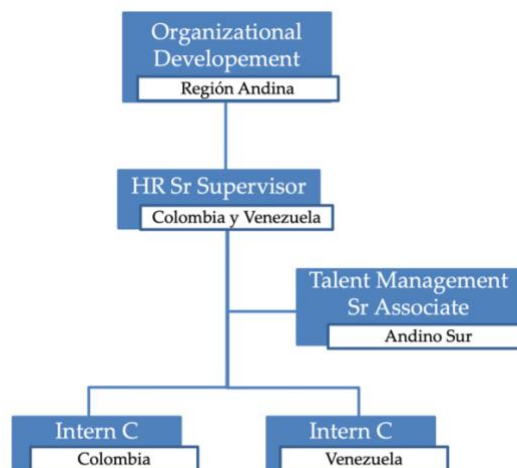 Organizational
Developement
Región Andina
HR Sr Supervisor
Colombia y Venezuela
Talent Management
Sr Associate
Andino Sur
Intern C
Colombia
Intern C
Venezuela